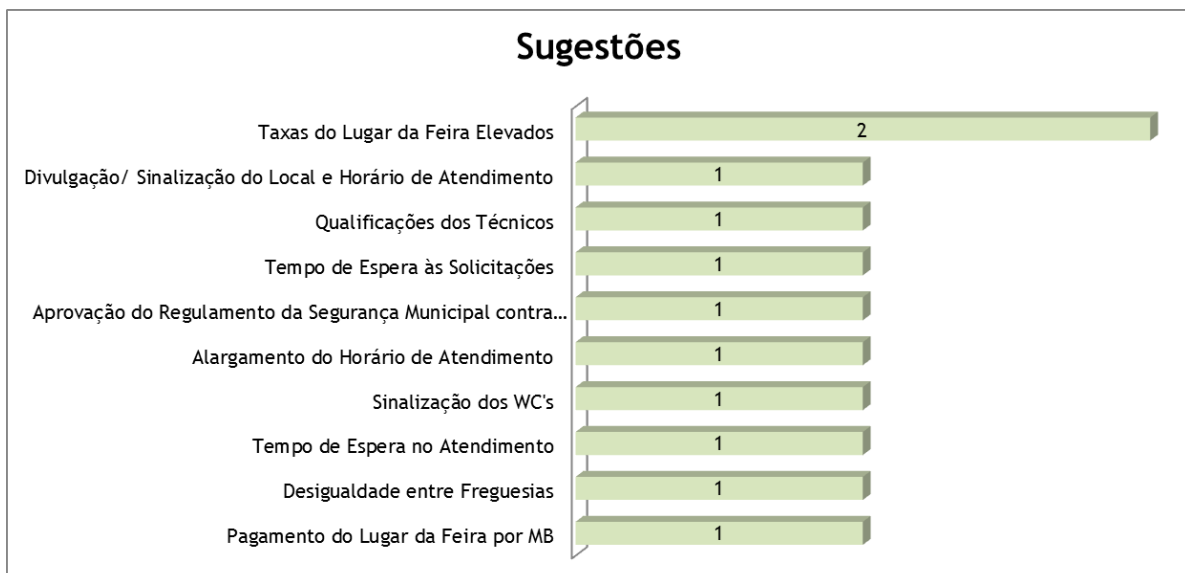 Sugestões
Taxas do Lugar da Feira Elevados
2
Divulgação/ Sinalização do Local e Horário de Atendimento
1
Qualificações dos Técnicos
1
Tempo de Espera às Solicitações
1
Aprovação do Regulamento da Segurança Municipal contra…
1
Alargamento do Horário de Atendimento
1
Sinalização dos WC's
1
Tempo de Espera no Atendimento
1
Desigualdade entre Freguesias
1
Pagamento do Lugar da Feira por MB
1